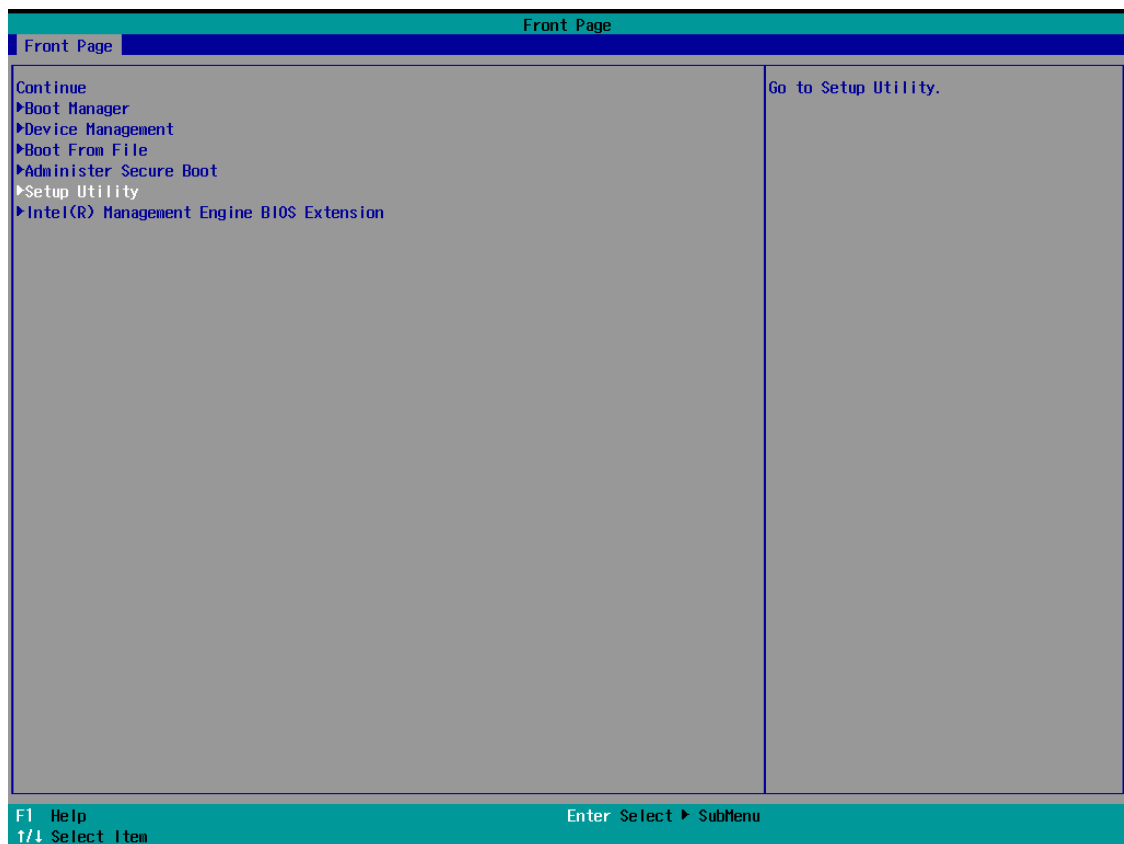 Front Page
Front Page
Continue
▶Boot Manager
▶Device Management
▶Boot From File
▶Administer Secure Boot
▶Setup Utility
▶Intel(R) Management Engine BIOS Extension
Go to Setup Utility.
F1 Help
↑/↓ Select Item
Enter Select ▶ SubMenu